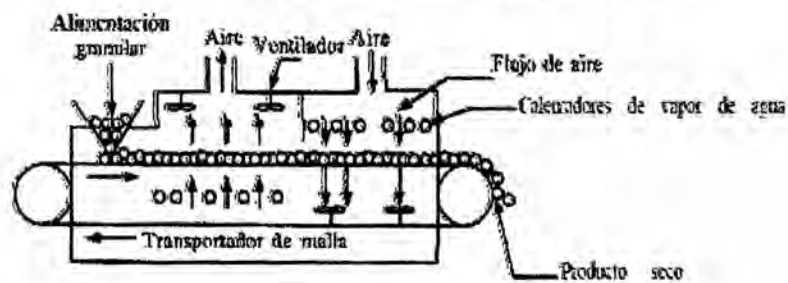 Alimentación
granular
Aire
Ventilador
Aire
Flujo de aire
Calentadores de vapor de agua
Transportador de malla
Producto seco